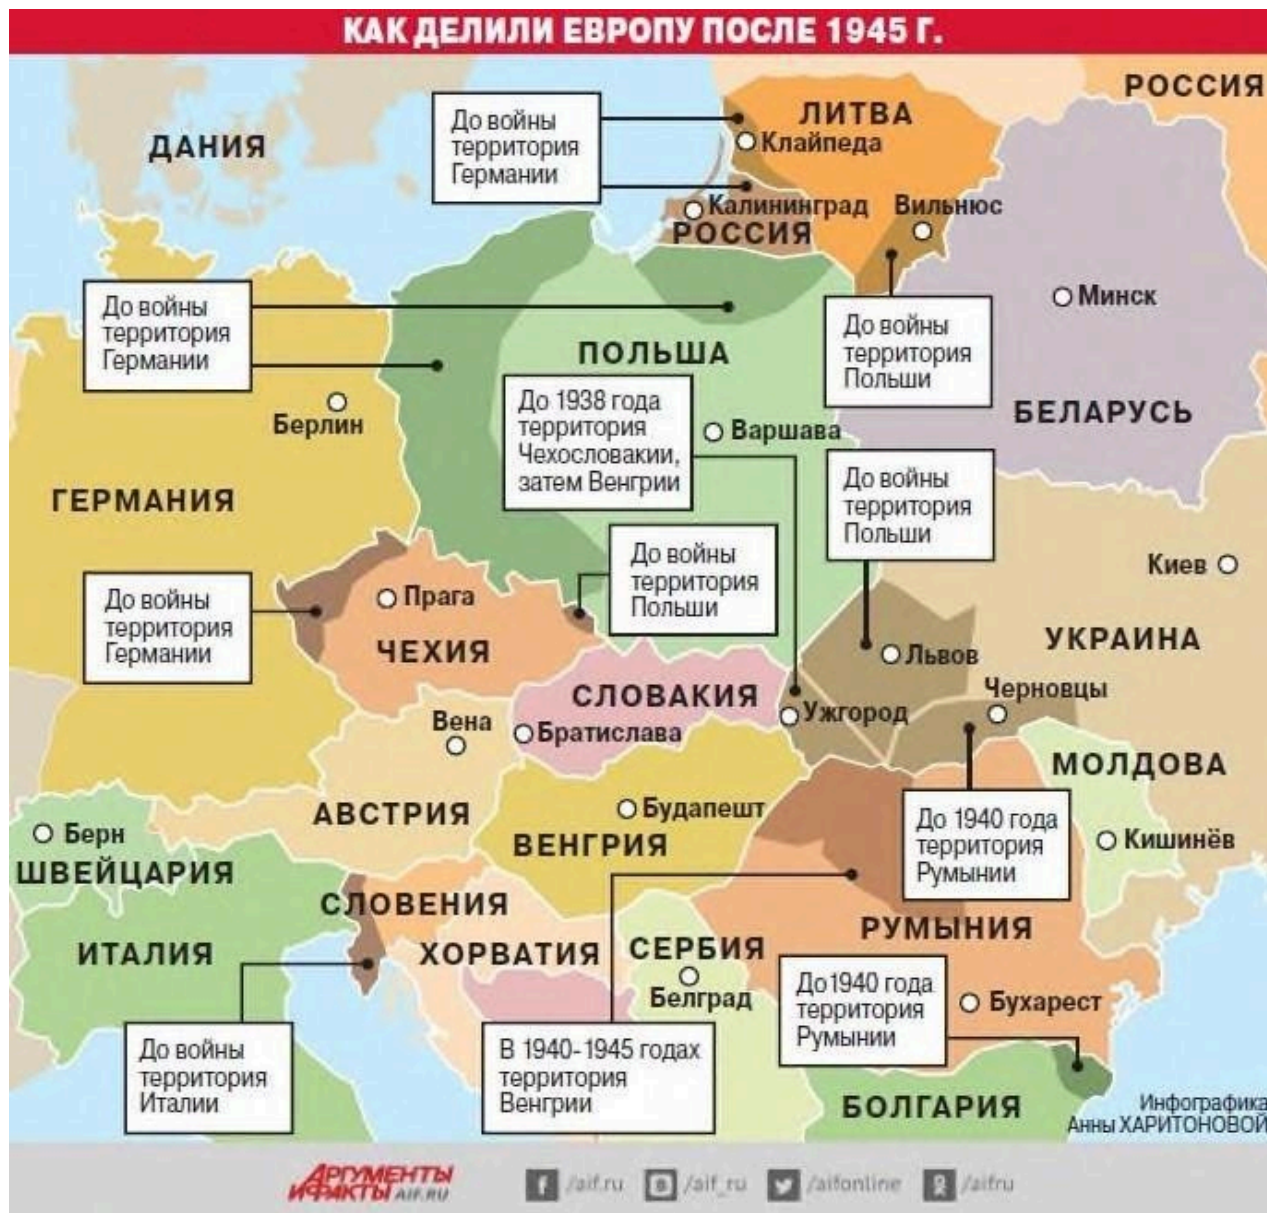 КАК ДЕЛИЛИ ЕВРОПУ ПОСЛЕ 1945 Г.
РОССИЯ
ДАНИЯ
До войны
территория
Германии
ЛИТВА
Клайпеда
Калининград
РОССИЯ
Вильнюс
Минск
До войны
территория
Германии
ПОЛЬША
До войны
территория
Польши
До 1938 года
территория
Чехословакии,
затем Венгрии
Варшава
БЕЛАРУСЬ
Берлин
ГЕРМАНИЯ
До войны
территория
Польши
До войны
территория
Польши
Киев
До войны
территория
Германии
Прага
ЧЕХИЯ
УКРАИНА
Львов
СЛОВАКИЯ
Черновцы
Вена
Братислава
Ужгород
МОЛДОВА
АВСТРИЯ
Будапешт
ВЕНГРИЯ
До 1940 года
территория
Румынии
Кишинёв
Берн
ШВЕЙЦАРИЯ
СЛОВЕНИЯ
РУМЫНИЯ
ИТАЛИЯ
ХОРВАТИЯ
СЕРБИЯ
Белград
До 1940 года
территория
Румынии
Бухарест
До войны
территория
Италии
В 1940-1945 годах
территория
Венгрии
БОЛГАРИЯ
Инфографика
Анны ХАРИТОНОВОЙ
АРГУМЕНТЫ
И ФАКТЫ AIF.RU
/aif.ru
/aif_ru
/aifonline
/aifru